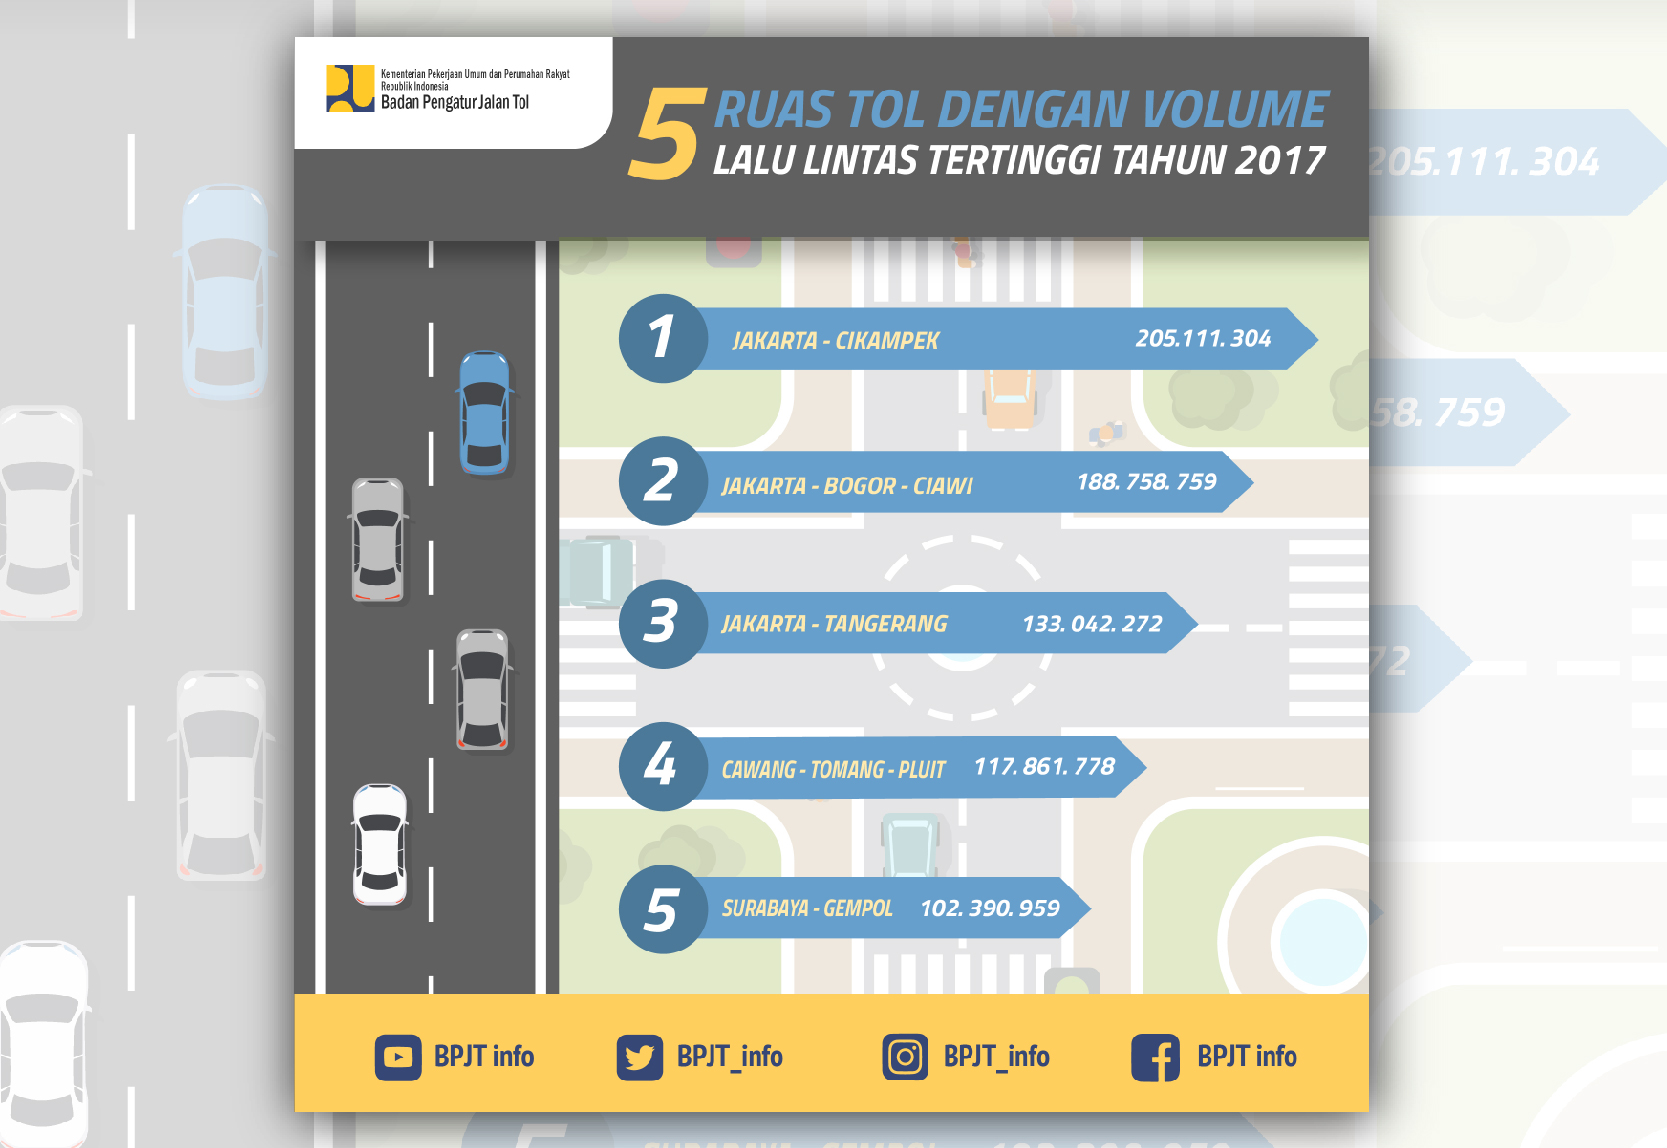 Kementerian Pekerjaan Umum dan Perumahan Rakyat
Republik Indonesia
Badan Pengatur Jalan Tol
5 RUAS TOL DENGAN VOLUME
LALU LINTAS TERTINGGI TAHUN 2017
205.111. 304
1 JAKARTA - CIKAMPEK 205.111. 304
58. 759
2 JAKARTA - BOGOR - CIAWI 188. 758. 759
3 JAKARTA - TANGERANG 133. 042. 272
72
4 CAWANG - TOMANG - PLUIT 117. 861. 778
5 SURABAYA - GEMPOL 102. 390. 959
BPJT info BPJT_info BPJT_info BPJT info